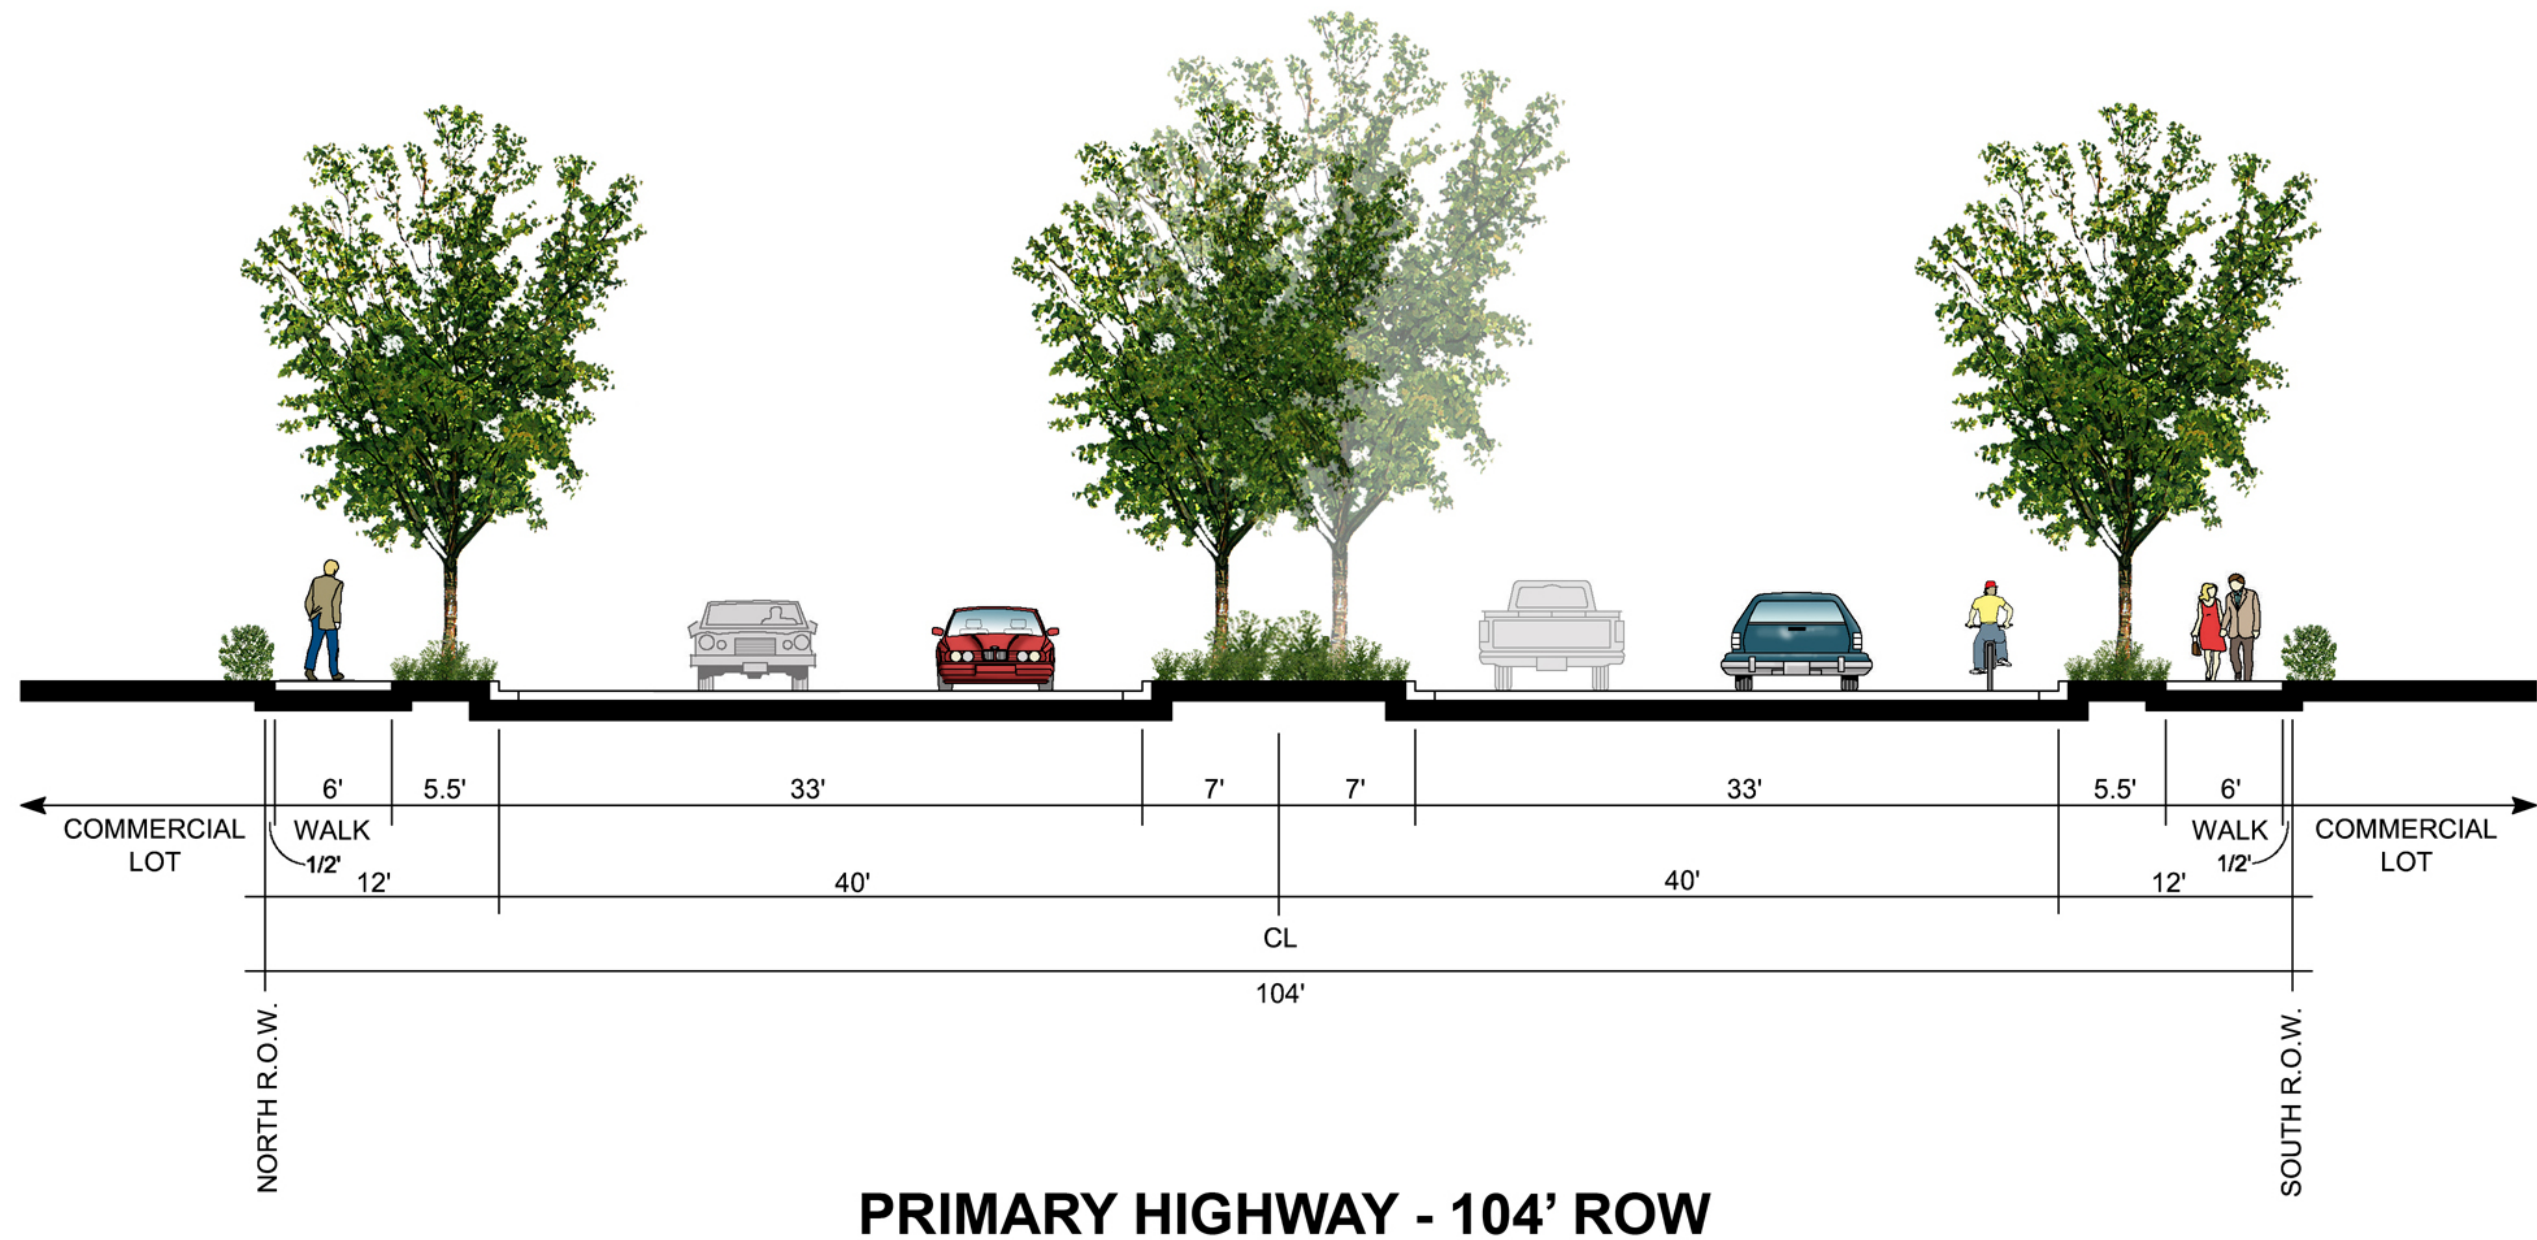 6' 5.5' 33' 7' 7' 33' 5.5' 6'
COMMERCIAL WALK WALK COMMERCIAL
LOT 1/2' 1/2' LOT
12' 40' 40' 12'
CL
104'
NORTH R.O.W.
SOUTH R.O.W.
PRIMARY HIGHWAY - 104’ ROW